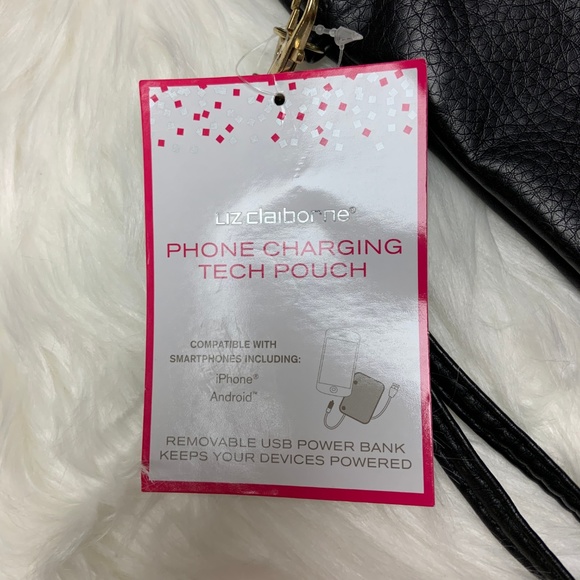 Liz claiborne®
PHONE CHARGING
TECH POUCH
COMPATIBLE WITH
SMARTPHONES INCLUDING:
iPhone®
Android™
REMOVABLE USB POWER BANK
KEEPS YOUR DEVICES POWERED